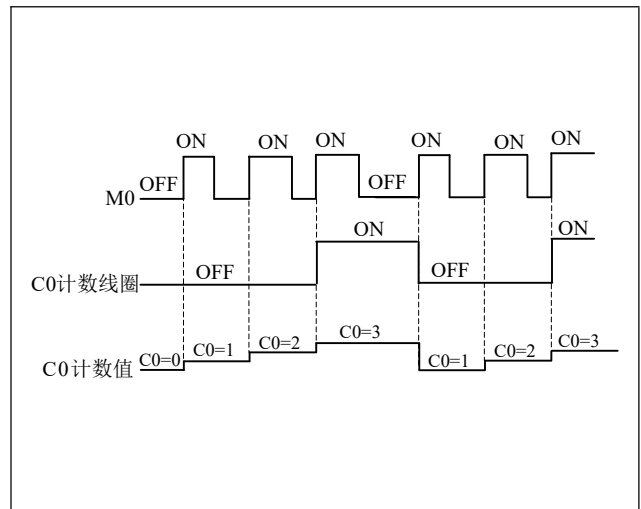 ON ON ON ON ON ON
M0 OFF OFF
ON ON
C0计数线圈 OFF OFF
C0计数值 C0=0 C0=1 C0=2 C0=3 C0=1 C0=2 C0=3